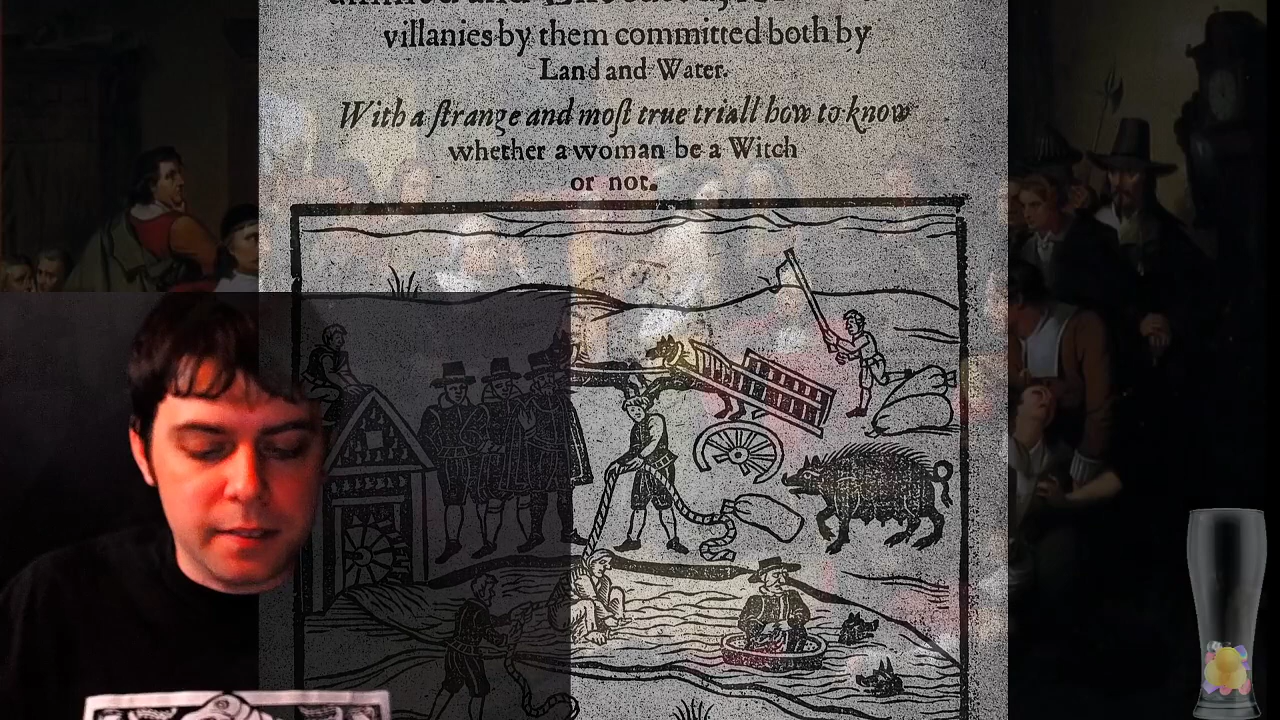 villanies by them committed both by
Land and Water.
With a ſtrange and moſt true triall how to know
whether a woman be a Witch
or not.